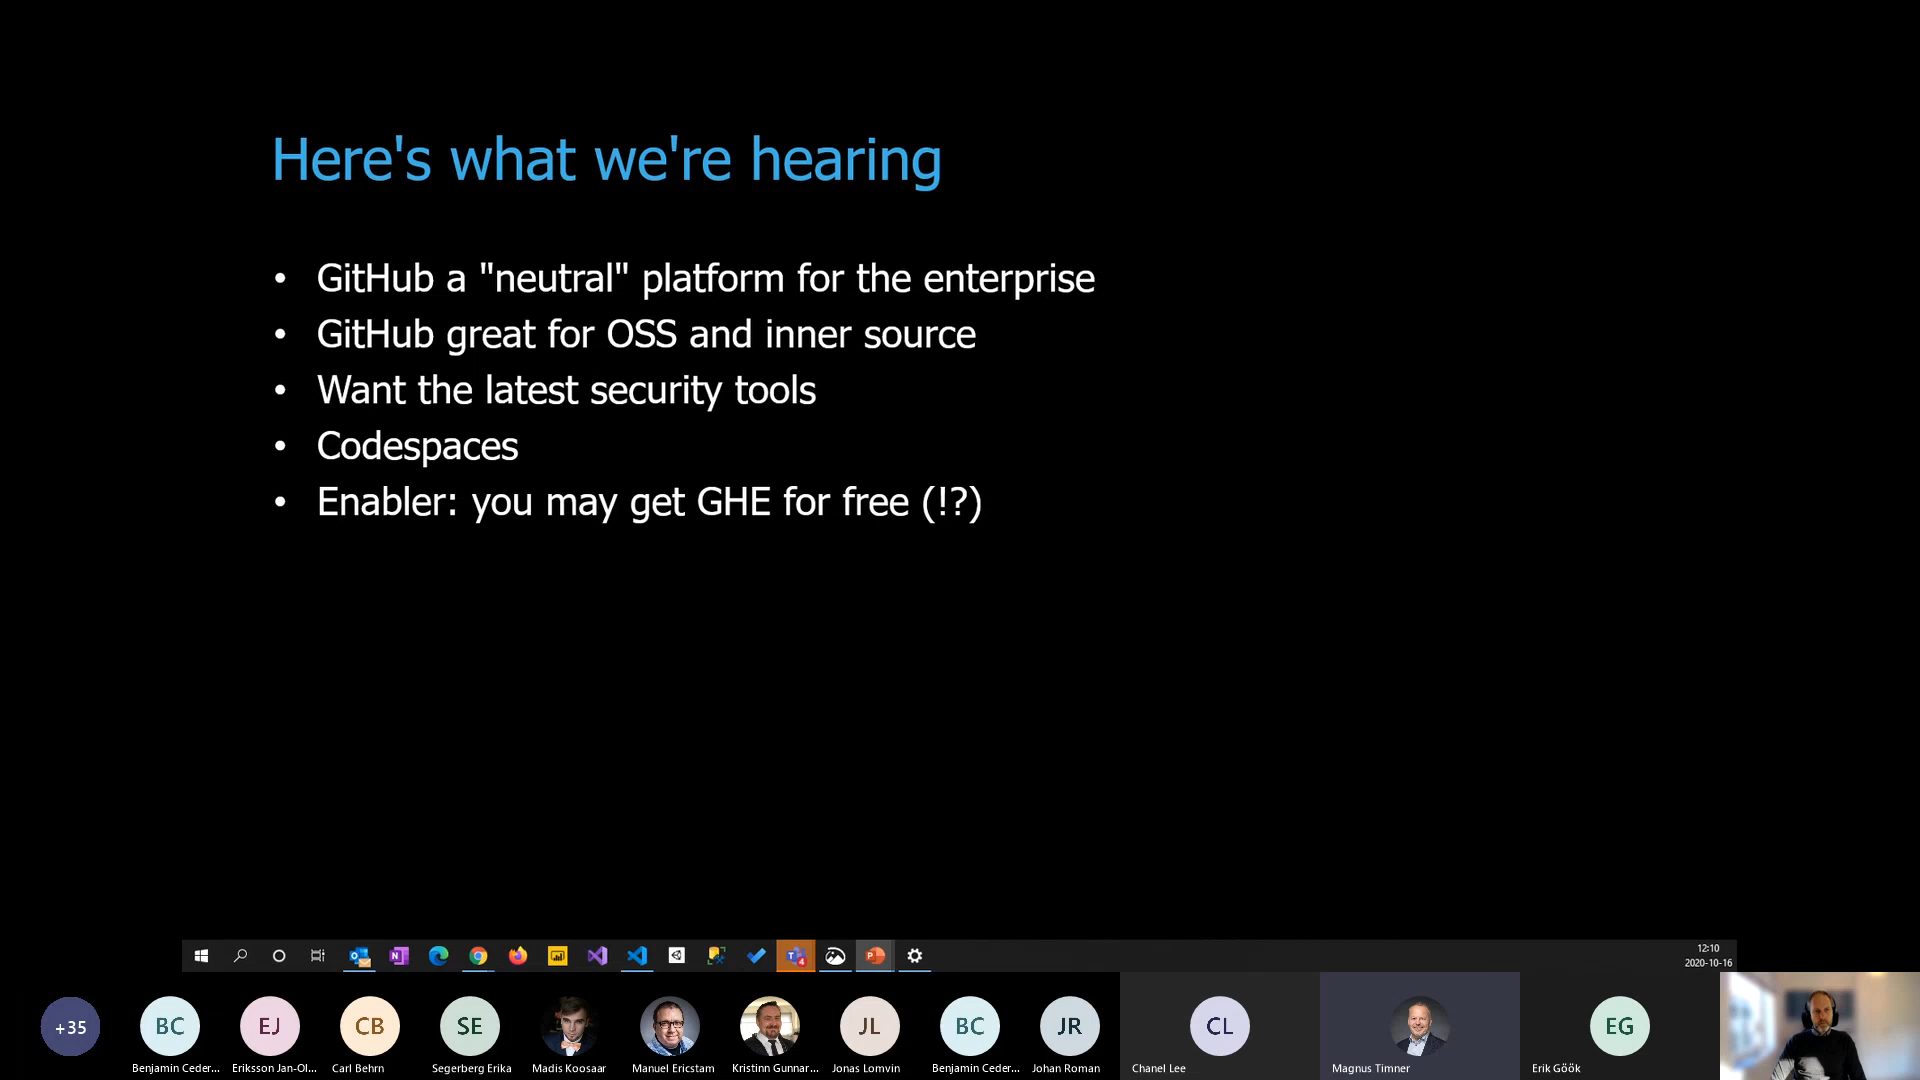 Here's what we're hearing
• GitHub a "neutral" platform for the enterprise
• GitHub great for OSS and inner source
• Want the latest security tools
• Codespaces
• Enabler: you may get GHE for free (!?)
12:10
2020-10-16
+35
BC
EJ
CB
SE
JL
BC
JR
CL
EG
Benjamin Ceder...
Eriksson Jan-Ol...
Carl Behrn
Segerberg Erika
Madis Koosaar
Manuel Ericstam
Kristinn Gunnar...
Jonas Lomvin
Benjamin Ceder...
Johan Roman
Chanel Lee
Magnus Timner
Erik Göök